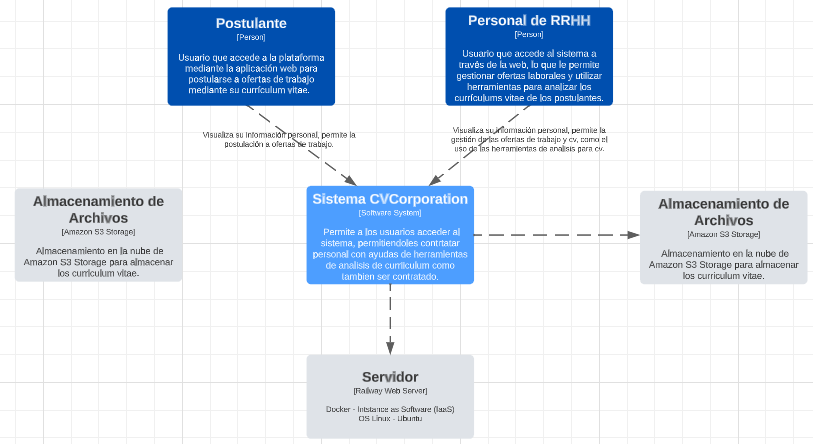 Postulante
[Person]
Usuario que accede a la plataforma
mediante la aplicación web para
postularse a ofertas de trabajo
mediante su currículum vitae.
Personal de RRHH
[Person]
Usuario que accede al sistema a
través de la web, lo que le permite
gestionar ofertas laborales y utilizar
herramientas para analizar los
currículums vitae de los postulantes.
Visualiza su información personal, permite la
postulación a ofertas de trabajo.
Visualiza su información personal, permite la
gestión de las ofertas de trabajo y cv, como el
uso de las herramientas de analisis para cv.
Almacenamiento de
Archivos
[Amazon S3 Storage]
Almacenamiento en la nube de
Amazon S3 Storage para almacenar
los curriculum vitae.
Sistema CVCorporation
[Software System]
Permite a los usuarios acceder al
sistema, permitiendoles contrtatar
personal con ayudas de herramientas
de analisis de curriculum como
tambien ser contratado.
Almacenamiento de
Archivos
[Amazon S3 Storage]
Almacenamiento en la nube de
Amazon S3 Storage para almacenar
los curriculum vitae.
Servidor
[Railway Web Server]
Docker - Intstance as Software (IaaS)
OS Linux - Ubuntu